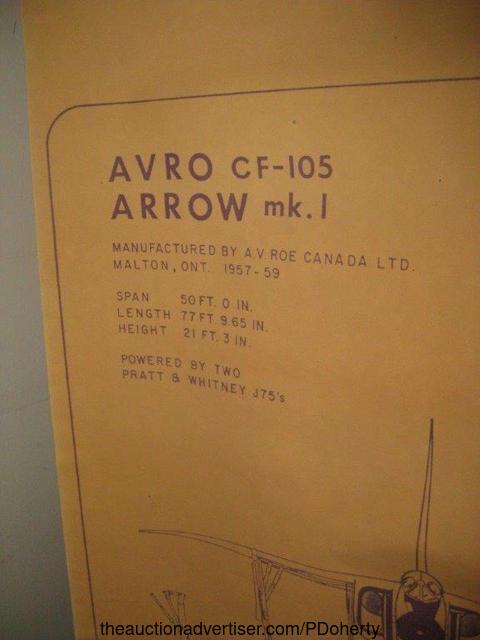 AVRO CF-105
ARROW mk.1
MANUFACTURED BY A.V. ROE CANADA LTD.
MALTON, ONT. 1957-59
SPAN 50 FT. 0 IN.
LENGTH 77 FT. 9.65 IN.
HEIGHT 21 FT. 3 IN.
POWERED BY TWO
PRATT & WHITNEY J75's
theauctionadvertiser.com/PDoherty